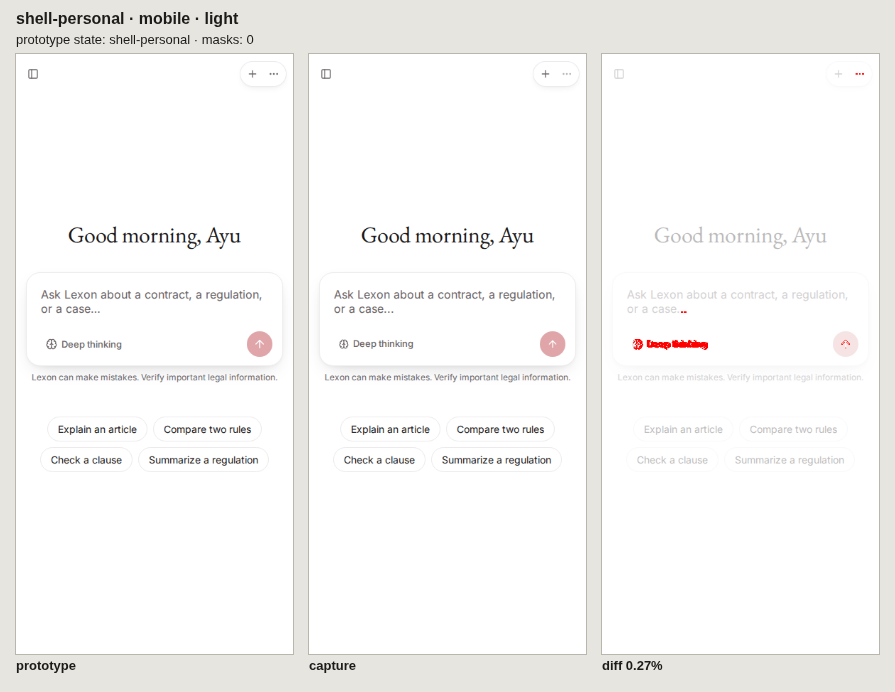 shell-personal · mobile · light
prototype state: shell-personal · masks: 0
Good morning, Ayu
Ask Lexon about a contract, a regulation,
or a case...
Deep thinking
Lexon can make mistakes. Verify important legal information.
Explain an article
Compare two rules
Check a clause
Summarize a regulation
prototype
Good morning, Ayu
Ask Lexon about a contract, a regulation,
or a case...
Deep thinking
Lexon can make mistakes. Verify important legal information.
Explain an article
Compare two rules
Check a clause
Summarize a regulation
capture
Good morning, Ayu
Ask Lexon about a contract, a regulation,
or a case...
Deep thinking
Lexon can make mistakes. Verify important legal information.
Explain an article
Compare two rules
Check a clause
Summarize a regulation
diff 0.27%